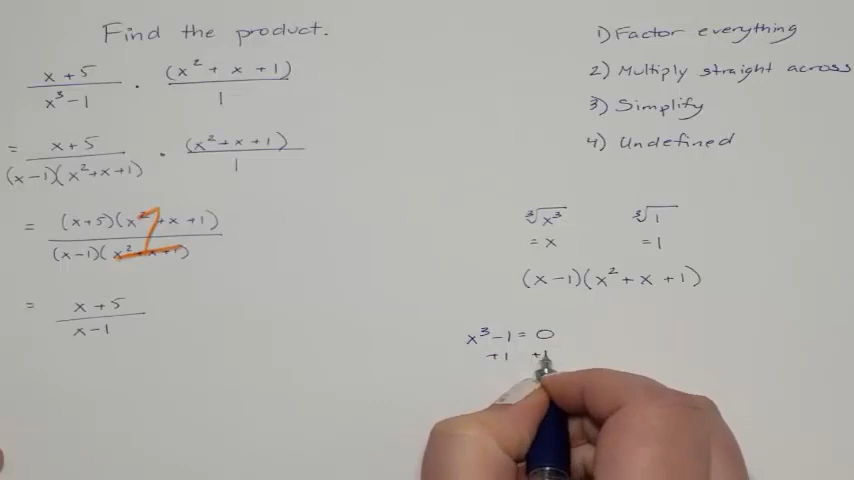 Find the product.
x + 5 / x³ − 1 · (x² + x + 1) / 1
= x + 5 / (x−1)(x² + x + 1) · (x² + x + 1) / 1
= (x+5)(x² + x + 1) / (x−1)(x² + x + 1)
= x + 5 / x − 1
1) Factor everything
2) Multiply straight across
3) Simplify
4) Undefined
∛x³ ∛1
= x = 1
(x − 1)(x² + x + 1)
x³ − 1 = 0
+1 +1